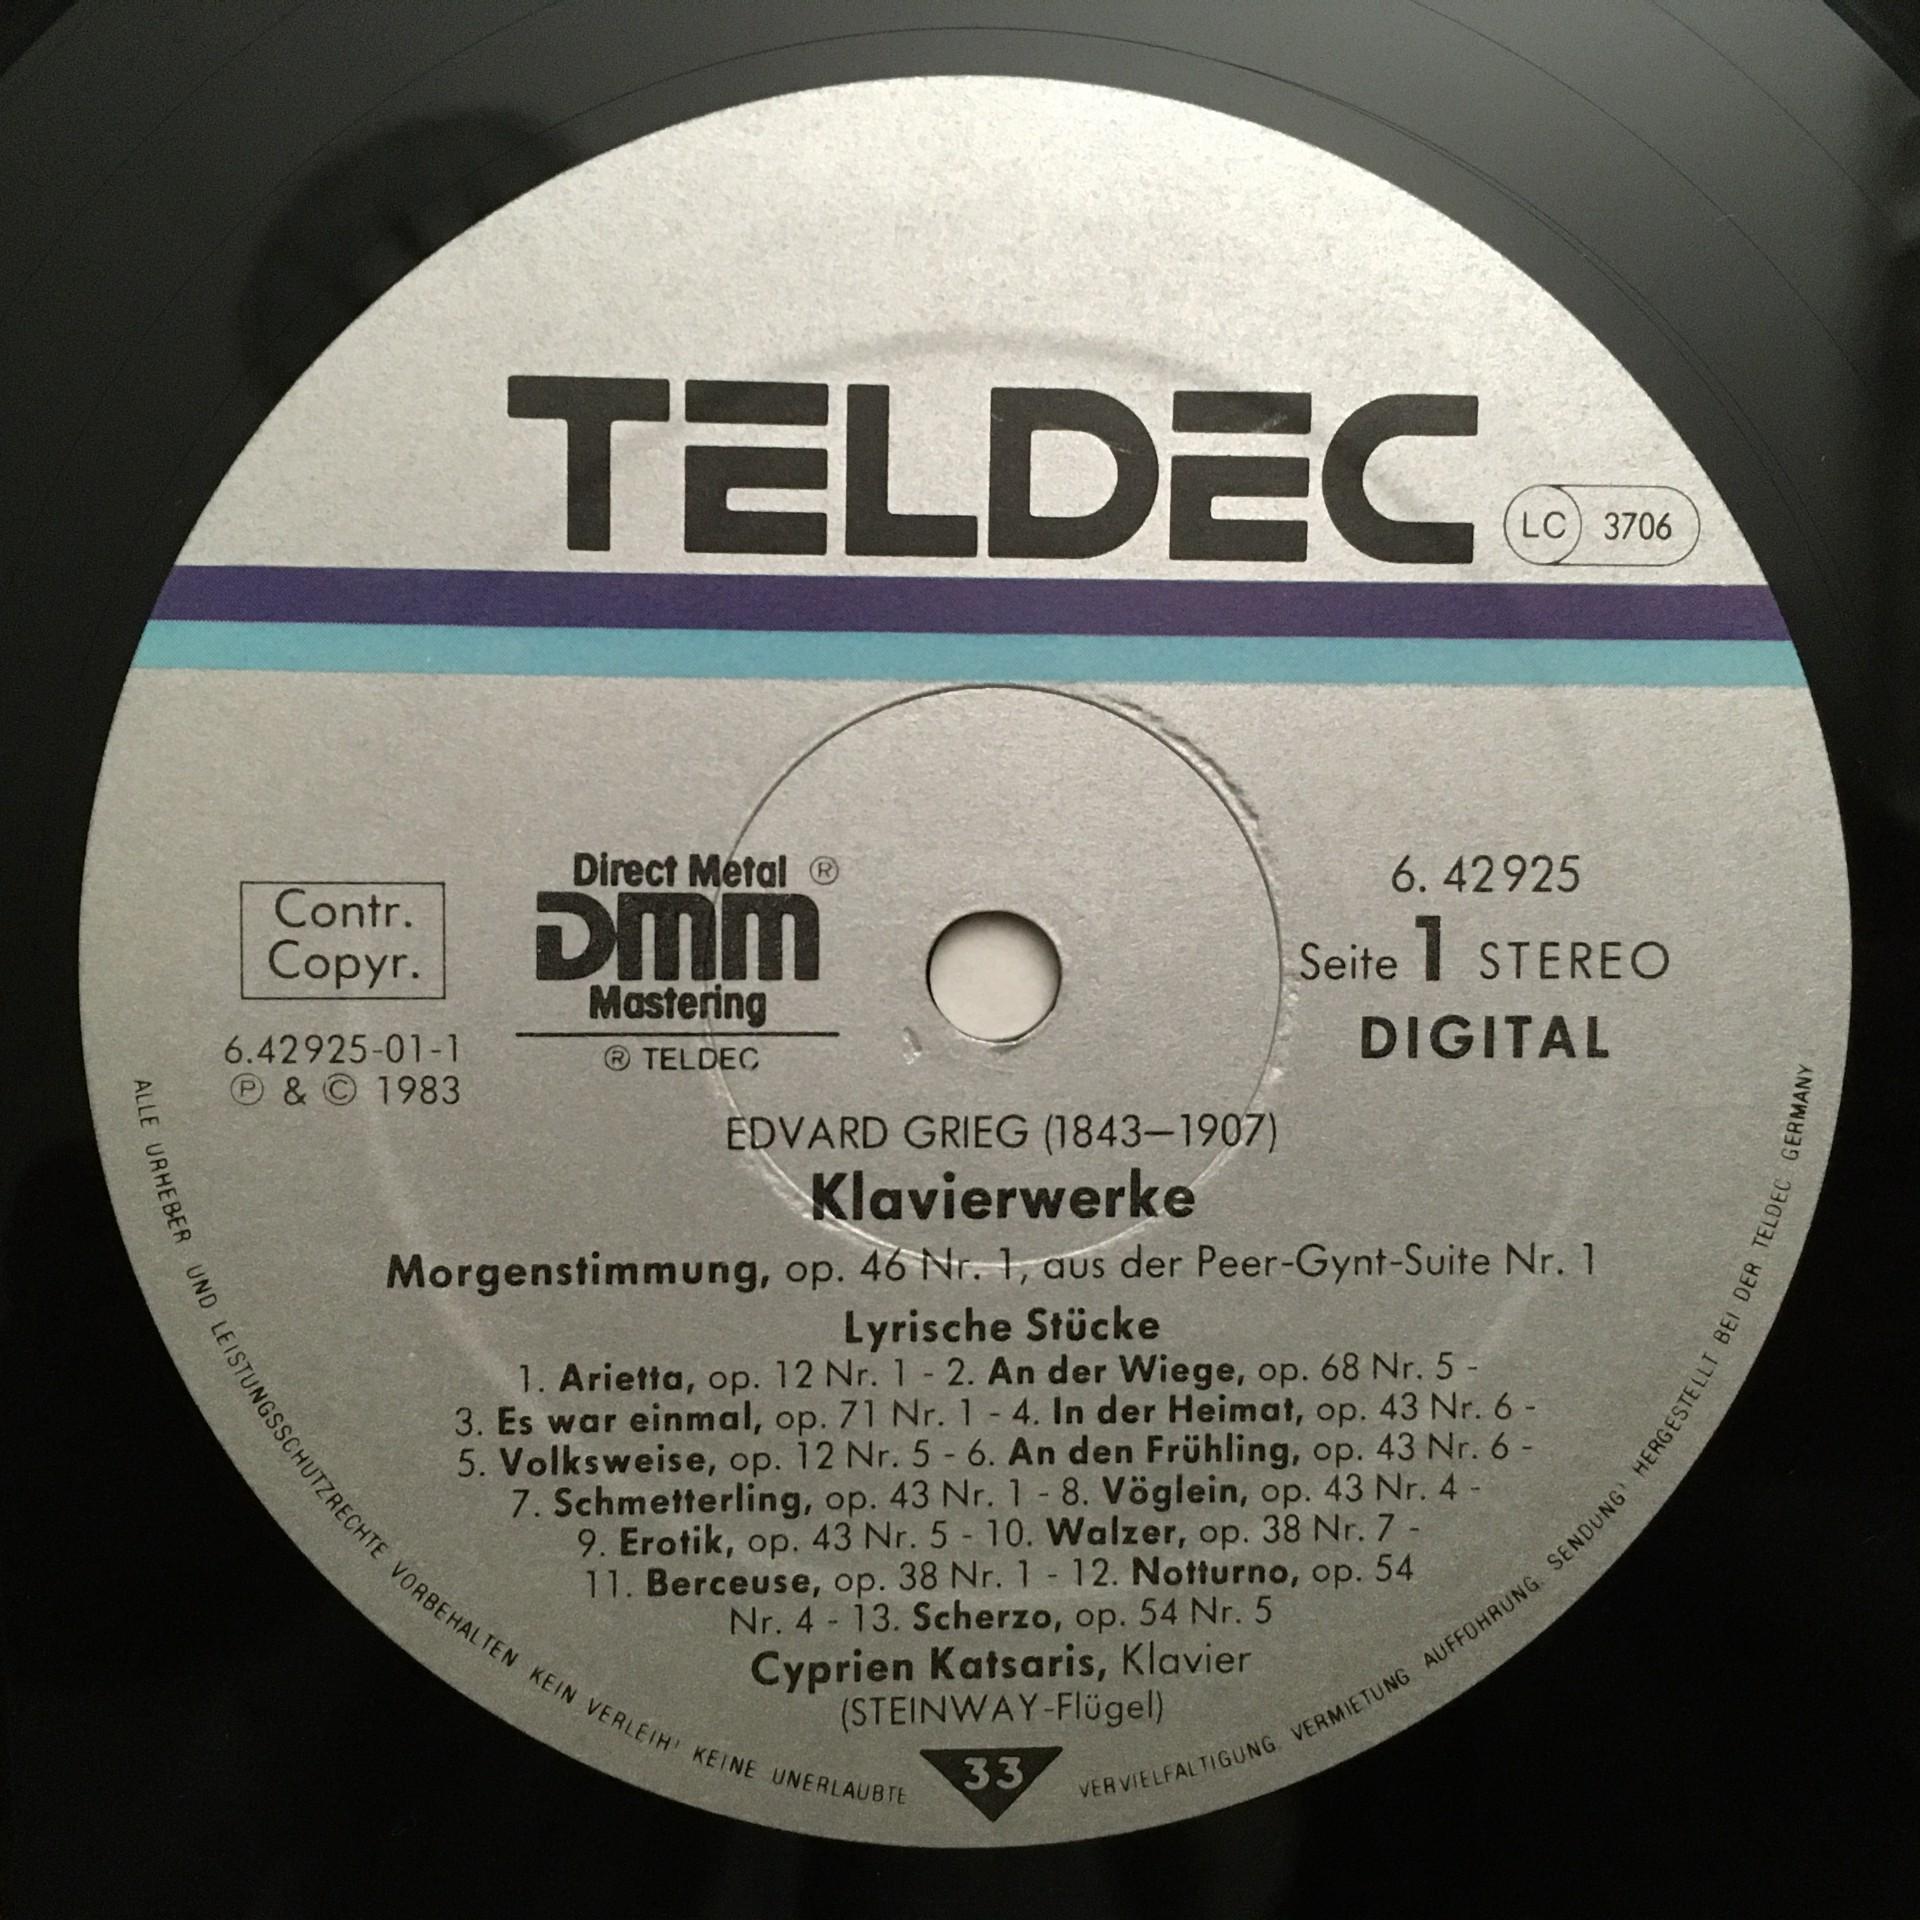 TELDEC
LC 3706
Direct Metal ®
DMM
Mastering
® TELDEC
Contr.
Copyr.
6.42925-01-1
Ⓟ & © 1983
6. 42925
Seite 1 STEREO
DIGITAL
EDVARD GRIEG (1843–1907)
Klavierwerke
Morgenstimmung, op. 46 Nr. 1, aus der Peer-Gynt-Suite Nr. 1
Lyrische Stücke
1. Arietta, op. 12 Nr. 1 - 2. An der Wiege, op. 68 Nr. 5 -
3. Es war einmal, op. 71 Nr. 1 - 4. In der Heimat, op. 43 Nr. 6 -
5. Volksweise, op. 12 Nr. 5 - 6. An den Frühling, op. 43 Nr. 6 -
7. Schmetterling, op. 43 Nr. 1 - 8. Vöglein, op. 43 Nr. 4 -
9. Erotik, op. 43 Nr. 5 - 10. Walzer, op. 38 Nr. 7 -
11. Berceuse, op. 38 Nr. 1 - 12. Notturno, op. 54
Nr. 4 - 13. Scherzo, op. 54 Nr. 5
Cyprien Katsaris, Klavier
(STEINWAY-Flügel)
33
ALLE URHEBER UND LEISTUNGSSCHUTZRECHTE VORBEHALTEN KEIN VERLEIH' KEINE UNERLAUBTE VERVIELFALTIGUNG, VERMIETUNG AUFFÜHRUNG, SENDUNG' HERGESTELLT BEI DER TELDEC GERMANY